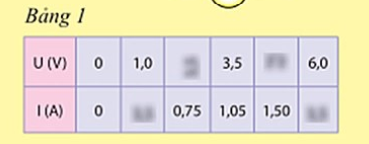 Bảng 1
U (V) 0 1,0 3,5 6,0
I (A) 0 0,75 1,05 1,50